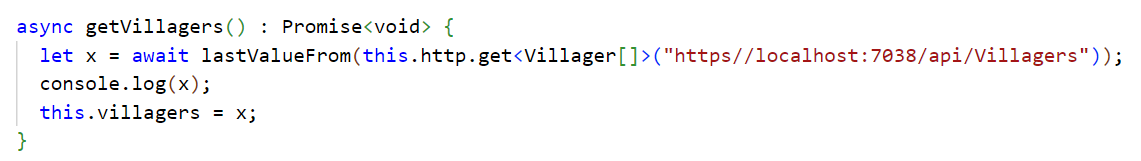 async getVillagers() : Promise<void> {
let x = await lastValueFrom(this.http.get<Villager[]>("https//localhost:7038/api/Villagers"));
console.log(x);
this.villagers = x;
}